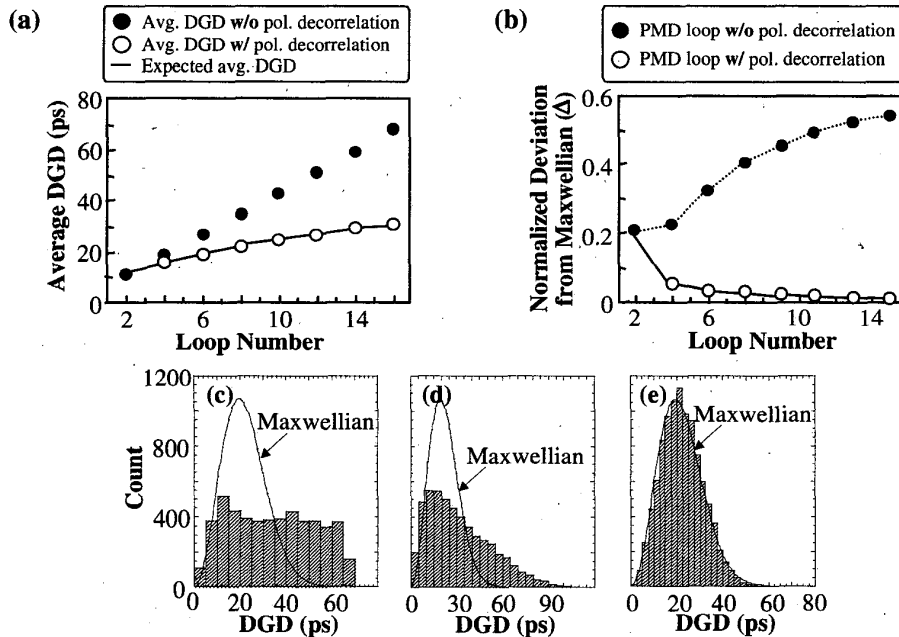 (a)
Avg. DGD w/o pol. decorrelation
Avg. DGD w/ pol. decorrelation
Expected avg. DGD
Average DGD (ps)
80
60
40
20
0
2 6 10 14
Loop Number
(b)
PMD loop w/o pol. decorrelation
PMD loop w/ pol. decorrelation
Normalized Deviation
from Maxwellian (Δ)
0.6
0.4
0.2
0
2 6 10 14
Loop Number
(c)
Maxwellian
Count
1200
800
400
0
0 20 40 60
DGD (ps)
(d)
Maxwellian
0 30 60 90
DGD (ps)
(e)
Maxwellian
0 20 40 60 80
DGD (ps)